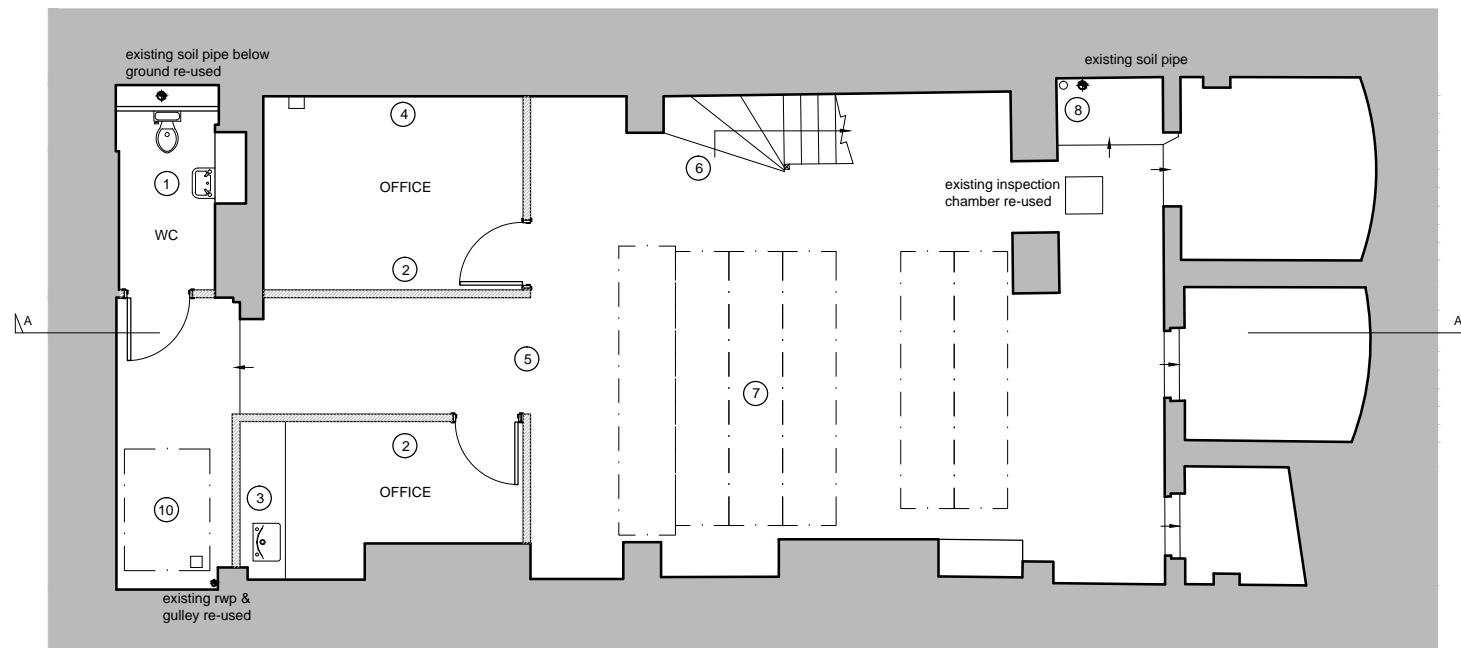 existing soil pipe below
ground re-used
existing soil pipe
4
8
1
OFFICE
6
existing inspection
chamber re-used
WC
2
A
A
5
7
2
3
OFFICE
10
existing rwp &
gulley re-used